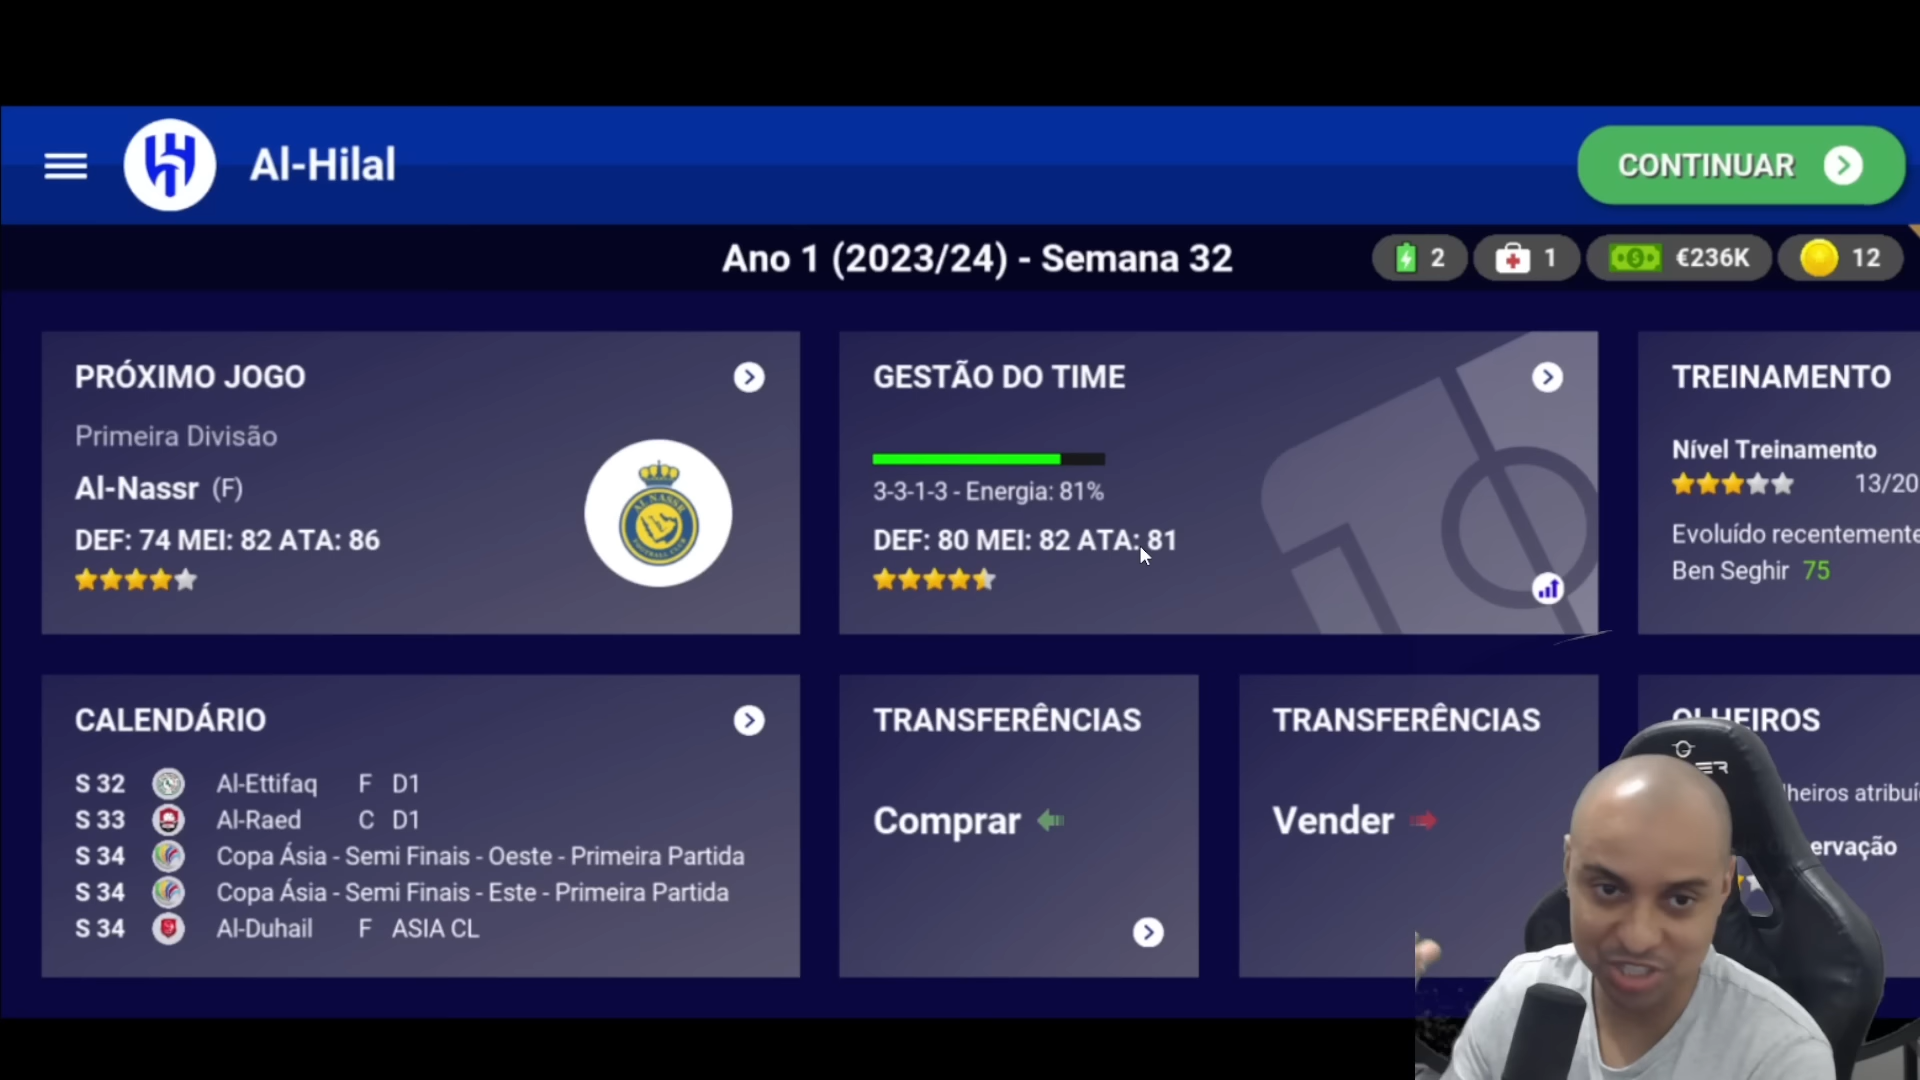 Al-Hilal
CONTINUAR
Ano 1 (2023/24) - Semana 32
2
1
€236K
12
PRÓXIMO JOGO
Primeira Divisão
Al-Nassr (F)
DEF: 74 MEI: 82 ATA: 86
AL NASSR
GESTÃO DO TIME
3-3-1-3 - Energia: 81%
DEF: 80 MEI: 82 ATA: 81
TREINAMENTO
Nível Treinamento
13/20
Evoluído recentemente
Ben Seghir 75
CALENDÁRIO
S 32 Al-Ettifaq F D1
S 33 Al-Raed C D1
S 34 Copa Ásia - Semi Finais - Oeste - Primeira Partida
S 34 Copa Ásia - Semi Finais - Este - Primeira Partida
S 34 Al-Duhail F ASIA CL
TRANSFERÊNCIAS
Comprar
TRANSFERÊNCIAS
Vender
OLHEIROS